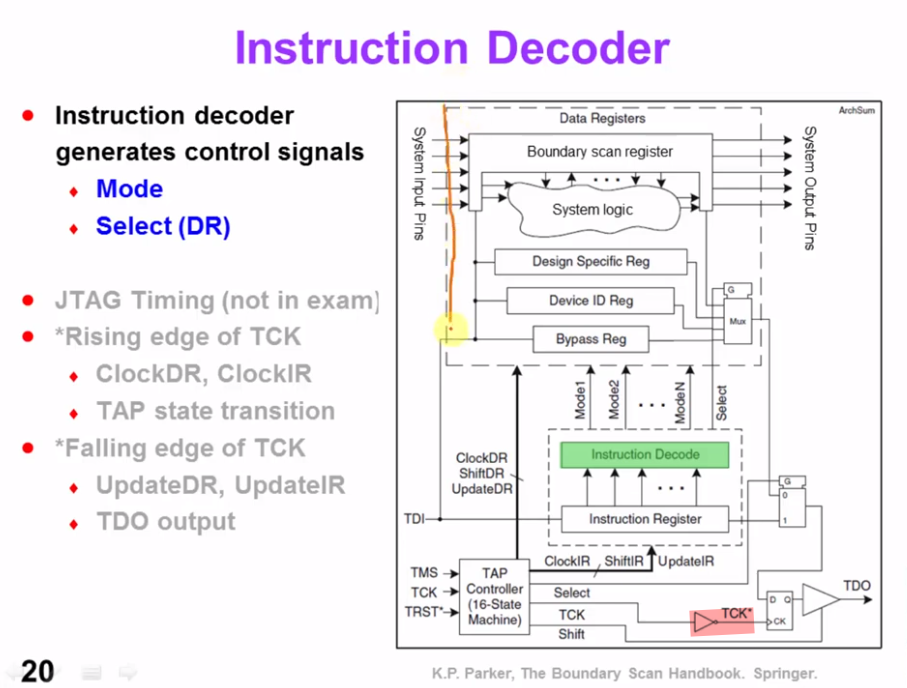 Instruction Decoder
Instruction decoder
generates control signals
Mode
Select (DR)
JTAG Timing (not in exam)
*Rising edge of TCK
ClockDR, ClockIR
TAP state transition
*Falling edge of TCK
UpdateDR, UpdateIR
TDO output
ArchSum
Data Registers
System Input Pins
Boundary scan register
System Output Pins
System logic
Design Specific Reg
G
Device ID Reg
Mux
Bypass Reg
Mode1
Mode2
ModeN
Select
Instruction Decode
ClockDR
ShiftDR
UpdateDR
G
0
1
TDI
Instruction Register
ClockIR ShiftIR UpdateIR
TMS
TCK
TRST*
TAP
Controller
(16-State
Machine)
Select
TCK
Shift
TCK*
D Q
CK
TDO
20
K.P. Parker, The Boundary Scan Handbook. Springer.